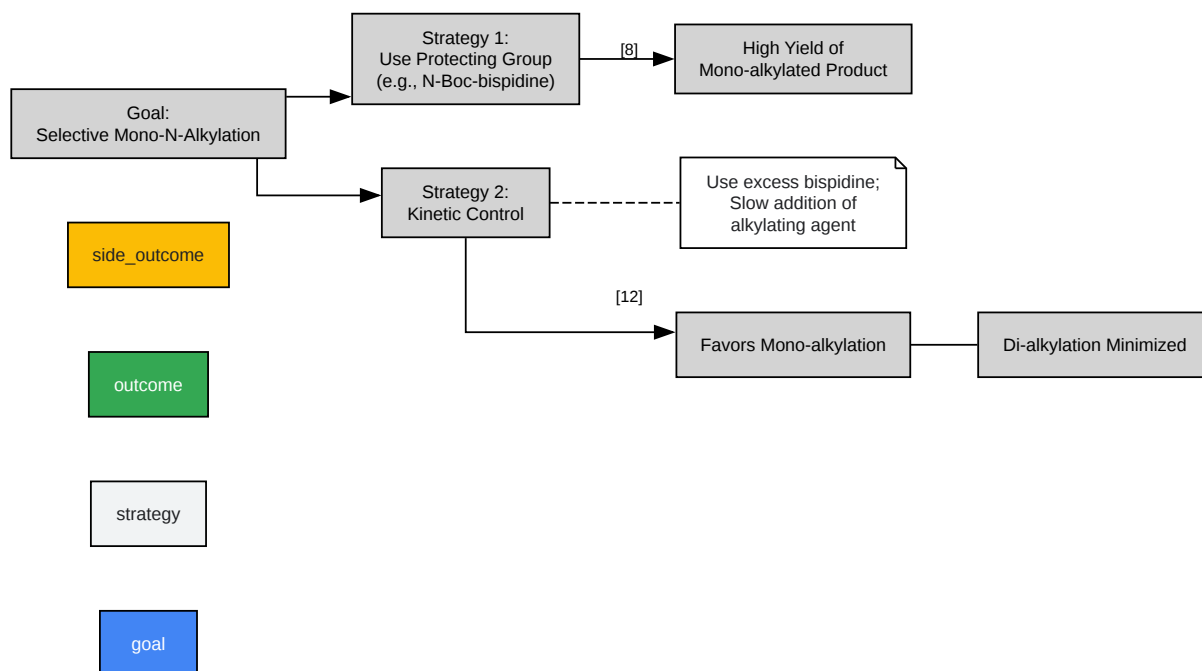 Strategy 1:
Use Protecting Group
(e.g., N-Boc-bispidine)
[8]
High Yield of
Mono-alkylated Product
Goal:
Selective Mono-N-Alkylation
Strategy 2:
Kinetic Control
Use excess bispidine;
Slow addition of
alkylating agent
side_outcome
[12]
Favors Mono-alkylation
Di-alkylation Minimized
outcome
strategy
goal